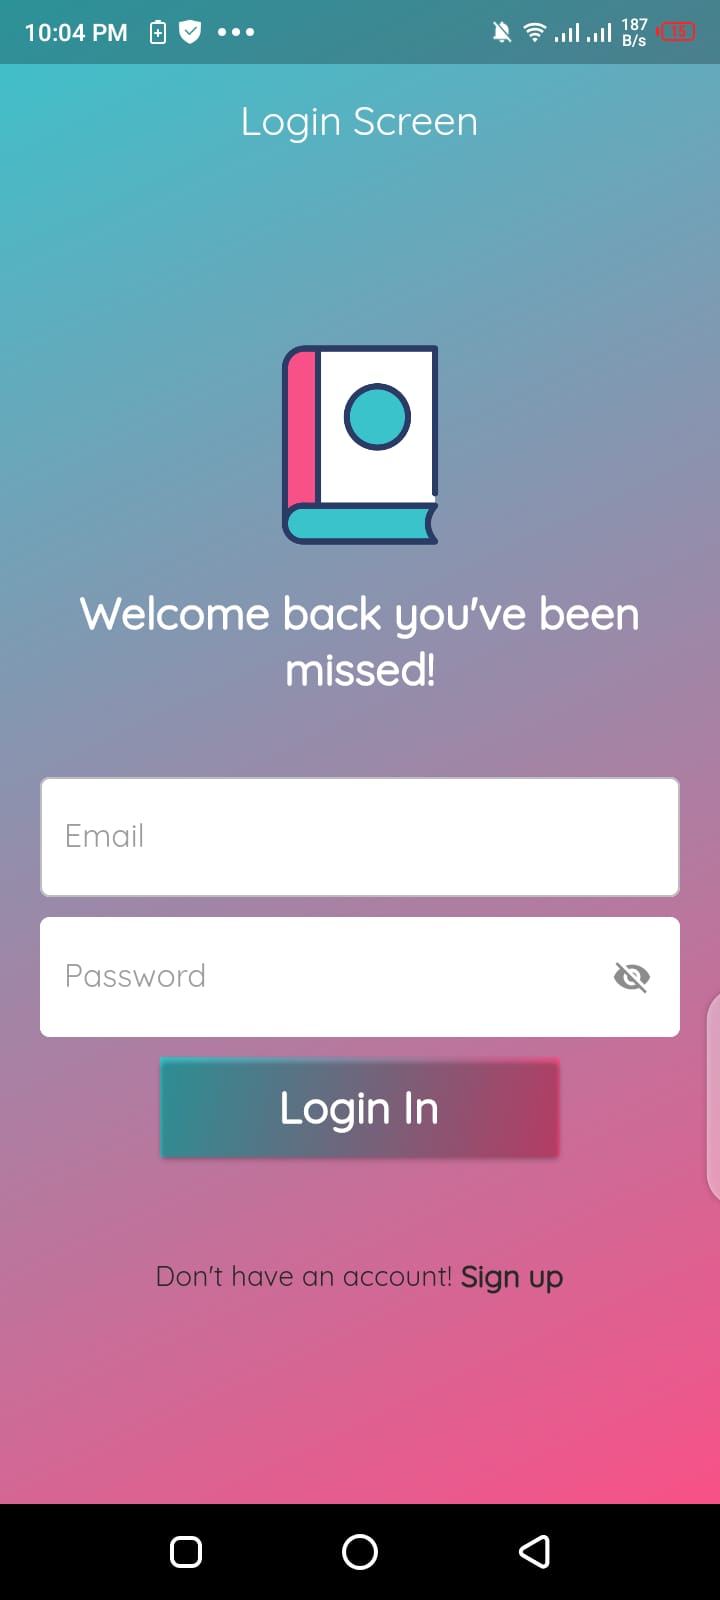 10:04 PM
187
B/s
15
Login Screen
Welcome back you've been
missed!
Email
Password
Login In
Don't have an account! Sign up